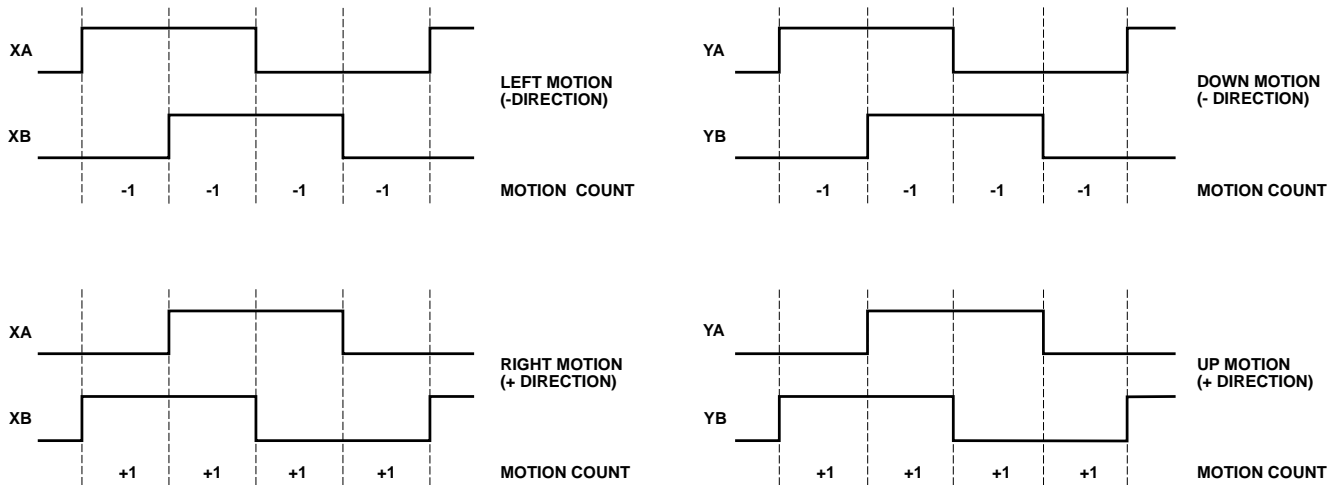 XA
XB
LEFT MOTION
(-DIRECTION)
-1 -1 -1 -1
MOTION COUNT
YA
YB
DOWN MOTION
(- DIRECTION)
-1 -1 -1 -1
MOTION COUNT
XA
XB
RIGHT MOTION
(+ DIRECTION)
+1 +1 +1 +1
MOTION COUNT
YA
YB
UP MOTION
(+ DIRECTION)
+1 +1 +1 +1
MOTION COUNT